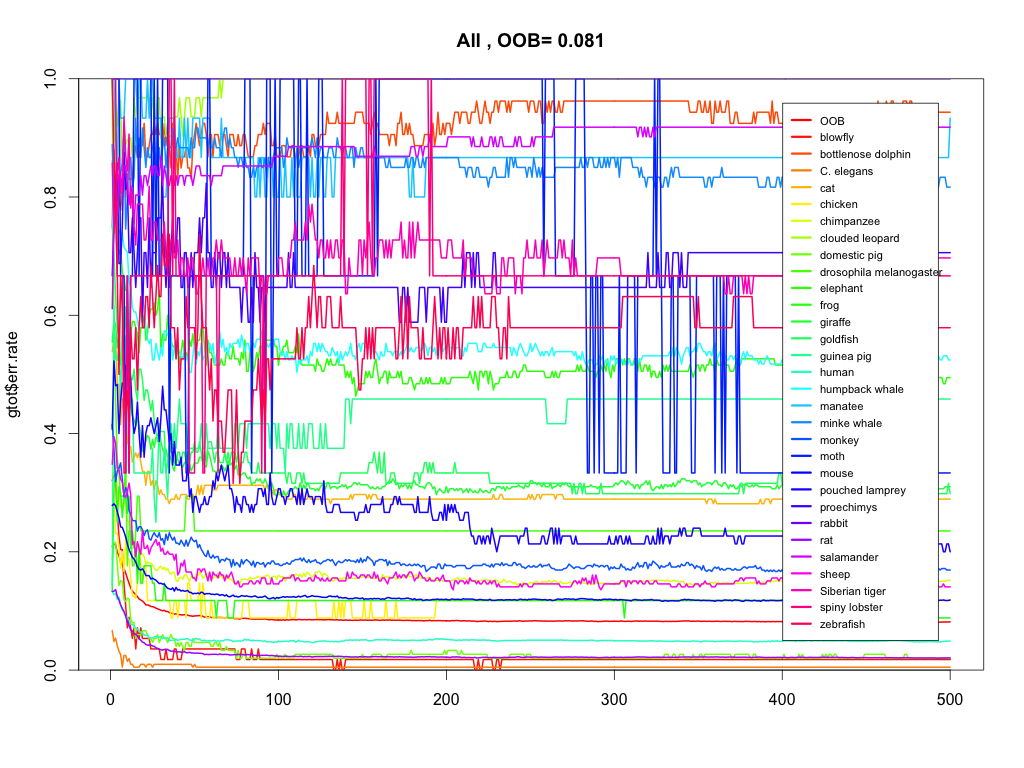 All , OOB= 0.081
gtot$err.rate
1.0
0.8
0.6
0.4
0.2
0.0
0
100
200
300
400
500
OOB
blowfly
bottlenose dolphin
C. elegans
cat
chicken
chimpanzee
clouded leopard
domestic pig
drosophila melanogaster
elephant
frog
giraffe
goldfish
guinea pig
human
humpback whale
manatee
minke whale
monkey
moth
mouse
pouched lamprey
proechimys
rabbit
rat
salamander
sheep
Siberian tiger
spiny lobster
zebrafish